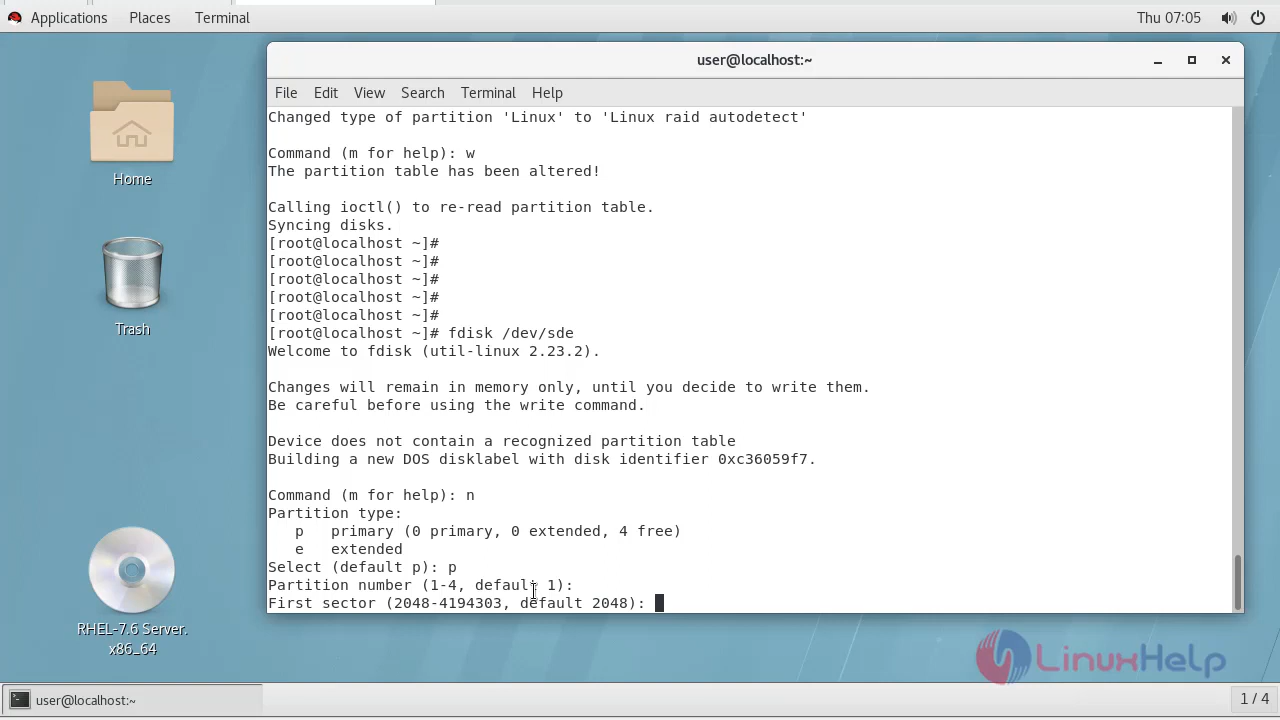 Applications Places Terminal Thu 07:05
user@localhost:~
File Edit View Search Terminal Help
Changed type of partition 'Linux' to 'Linux raid autodetect'
Command (m for help): w
The partition table has been altered!
Calling ioctl() to re-read partition table.
Syncing disks.
[root@localhost ~]#
[root@localhost ~]#
[root@localhost ~]#
[root@localhost ~]#
[root@localhost ~]#
[root@localhost ~]# fdisk /dev/sde
Welcome to fdisk (util-linux 2.23.2).
Changes will remain in memory only, until you decide to write them.
Be careful before using the write command.
Device does not contain a recognized partition table
Building a new DOS disklabel with disk identifier 0xc36059f7.
Command (m for help): n
Partition type:
p primary (0 primary, 0 extended, 4 free)
e extended
Select (default p): p
Partition number (1-4, default 1):
First sector (2048-4194303, default 2048):
Home
Trash
RHEL-7.6 Server.
x86_64
LinuxHelp
user@localhost:~
1 / 4